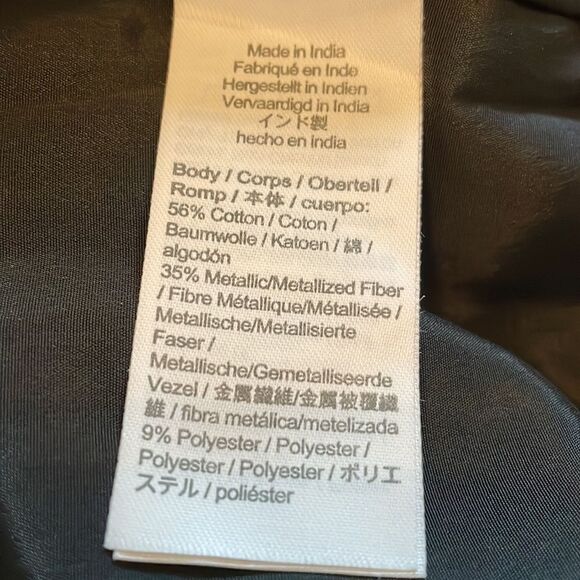 Made in India
Fabriqué en Inde
Hergestellt in Indien
Vervaardigd in India
インド製
hecho en india
Body / Corps / Oberteil /
Romp / 本体 / cuerpo:
56% Cotton / Coton /
Baumwolle / Katoen / 綿 /
algodón
35% Metallic/Metallized Fiber
/ Fibre Métallique/Métallisée /
Metallische/Metallisierte
Faser /
Metallische/Gemetalliseerde
Vezel / 金属繊維/金属被覆繊
維 / fibra metálica/metelizada
9% Polyester / Polyester /
Polyester / Polyester / ポリエ
ステル / poliéster